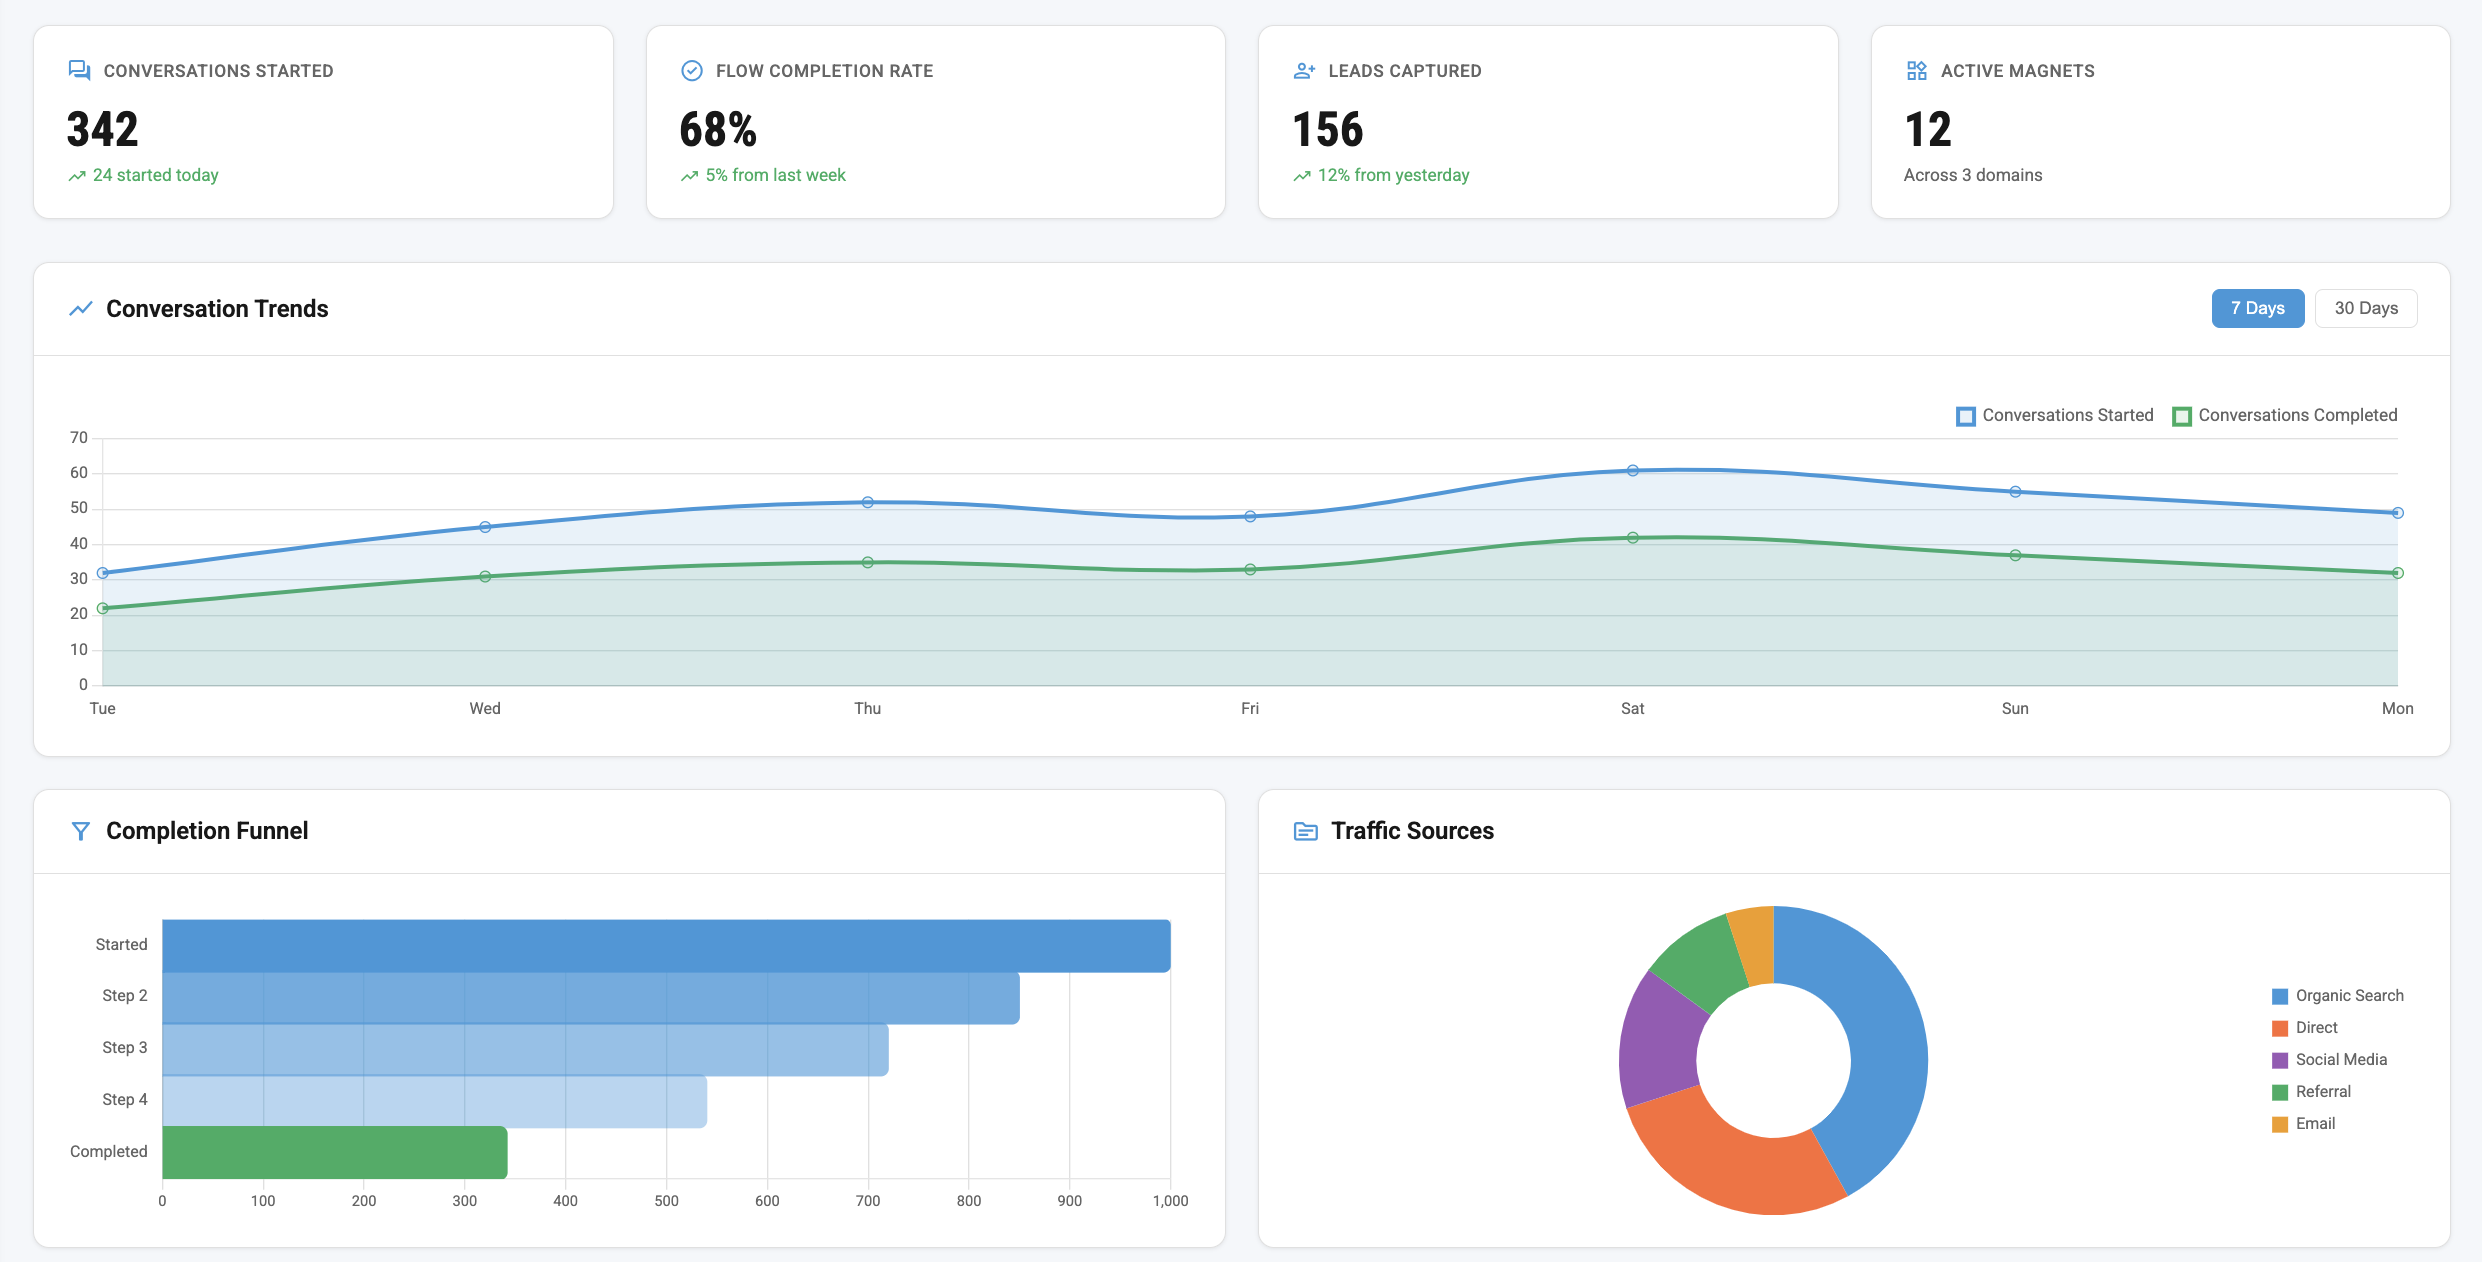 CONVERSATIONS STARTED
342
24 started today
FLOW COMPLETION RATE
68%
5% from last week
LEADS CAPTURED
156
12% from yesterday
ACTIVE MAGNETS
12
Across 3 domains
Conversation Trends
7 Days
30 Days
Conversations Started
Conversations Completed
70
60
50
40
30
20
10
0
Tue
Wed
Thu
Fri
Sat
Sun
Mon
Completion Funnel
Started
Step 2
Step 3
Step 4
Completed
0
100
200
300
400
500
600
700
800
900
1,000
Traffic Sources
Organic Search
Direct
Social Media
Referral
Email